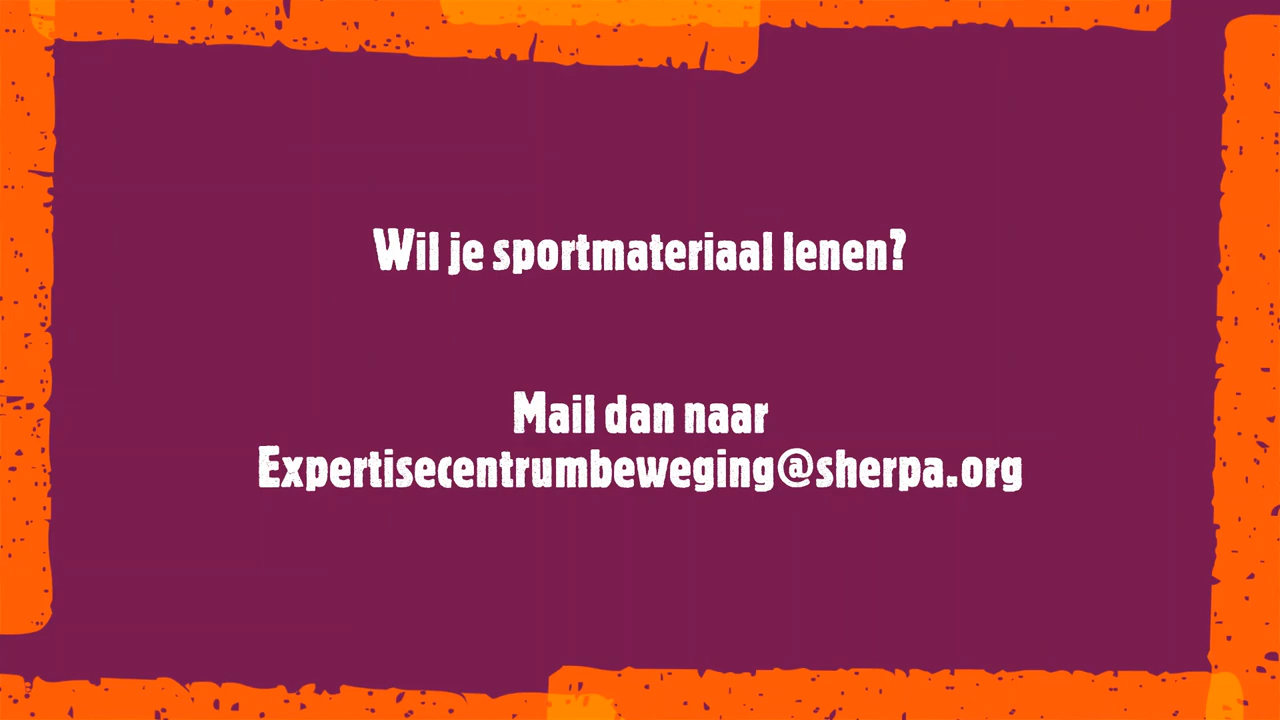 Wil je sportmateriaal lenen?
Mail dan naar
Expertisecentrumbeweging@sherpa.org